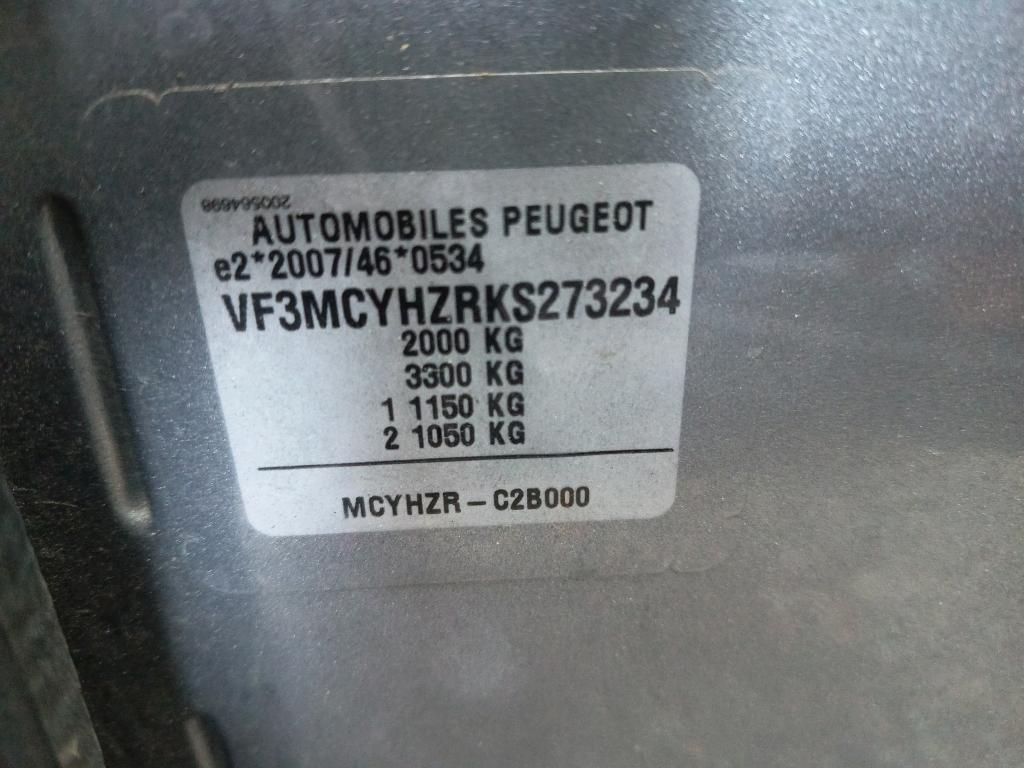 200564698
AUTOMOBILES PEUGEOT
e2*2007/46*0534
VF3MCYHZRKS273234
2000 KG
3300 KG
1 1150 KG
2 1050 KG
MCYHZR – C2B000